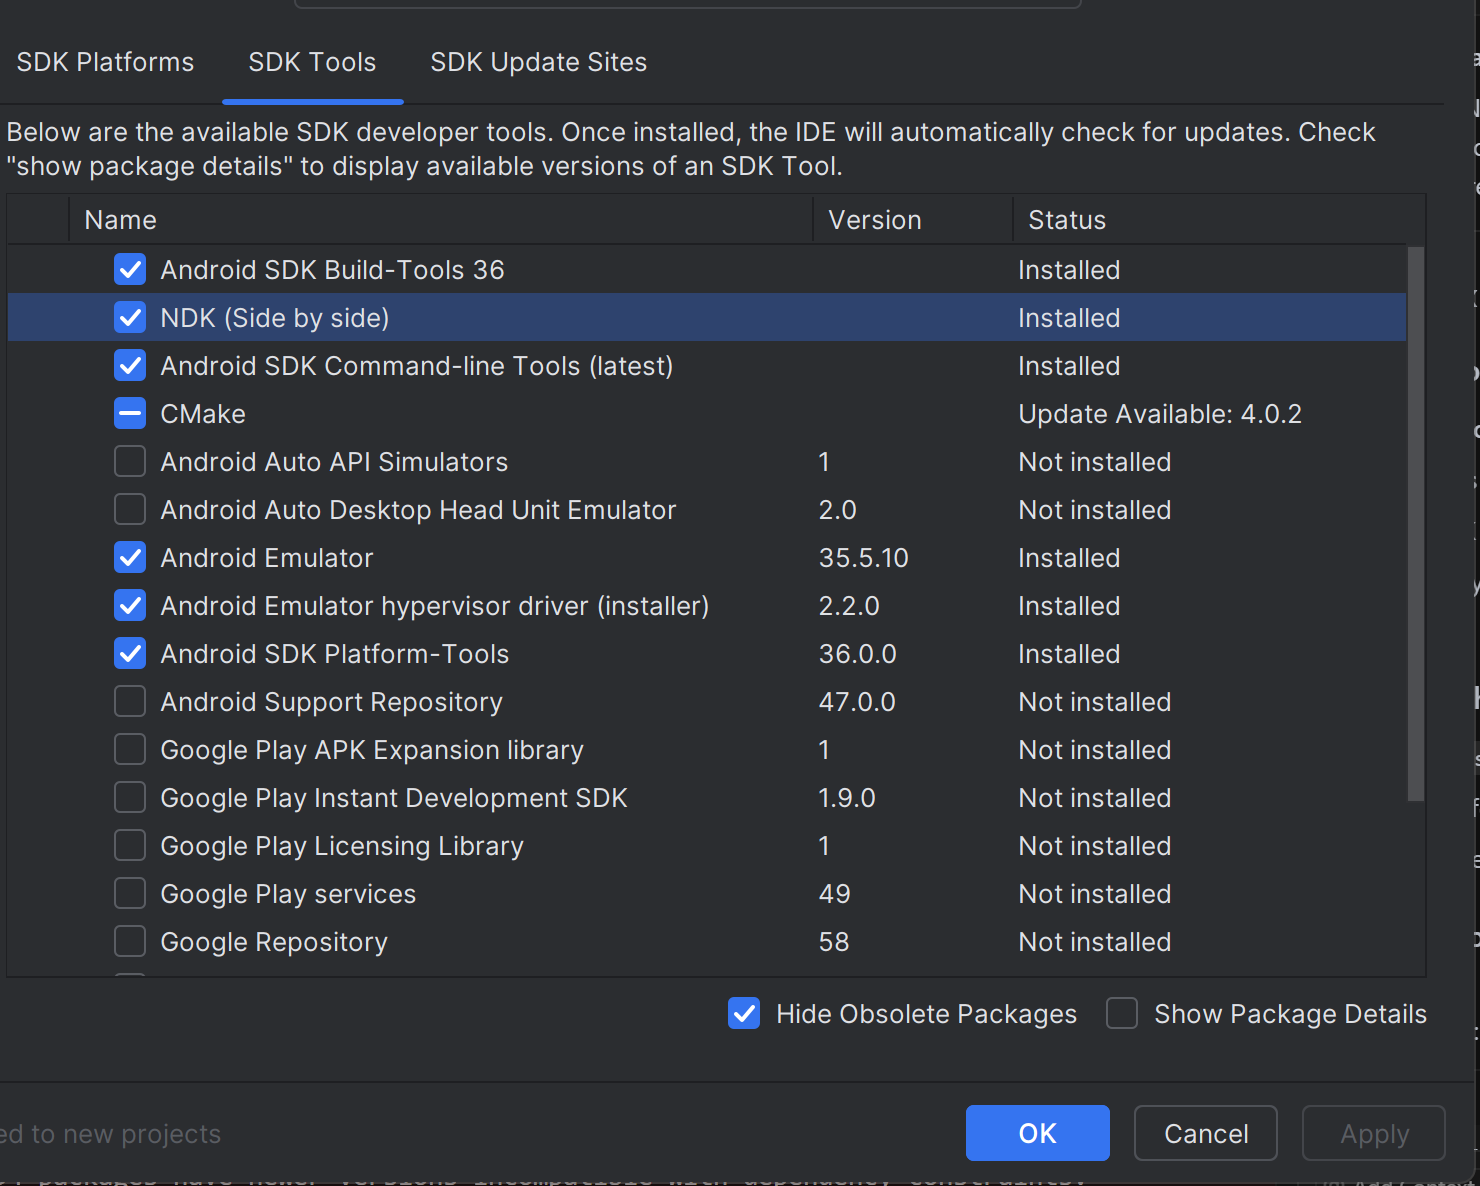 SDK Platforms SDK Tools SDK Update Sites
Below are the available SDK developer tools. Once installed, the IDE will automatically check for updates. Check
"show package details" to display available versions of an SDK Tool.
Name Version Status
Android SDK Build-Tools 36 Installed
NDK (Side by side) Installed
Android SDK Command-line Tools (latest) Installed
CMake Update Available: 4.0.2
Android Auto API Simulators 1 Not installed
Android Auto Desktop Head Unit Emulator 2.0 Not installed
Android Emulator 35.5.10 Installed
Android Emulator hypervisor driver (installer) 2.2.0 Installed
Android SDK Platform-Tools 36.0.0 Installed
Android Support Repository 47.0.0 Not installed
Google Play APK Expansion library 1 Not installed
Google Play Instant Development SDK 1.9.0 Not installed
Google Play Licensing Library 1 Not installed
Google Play services 49 Not installed
Google Repository 58 Not installed
Hide Obsolete Packages Show Package Details
ed to new projects
OK Cancel Apply
packages have newer versions incompatible with dependency constraints.